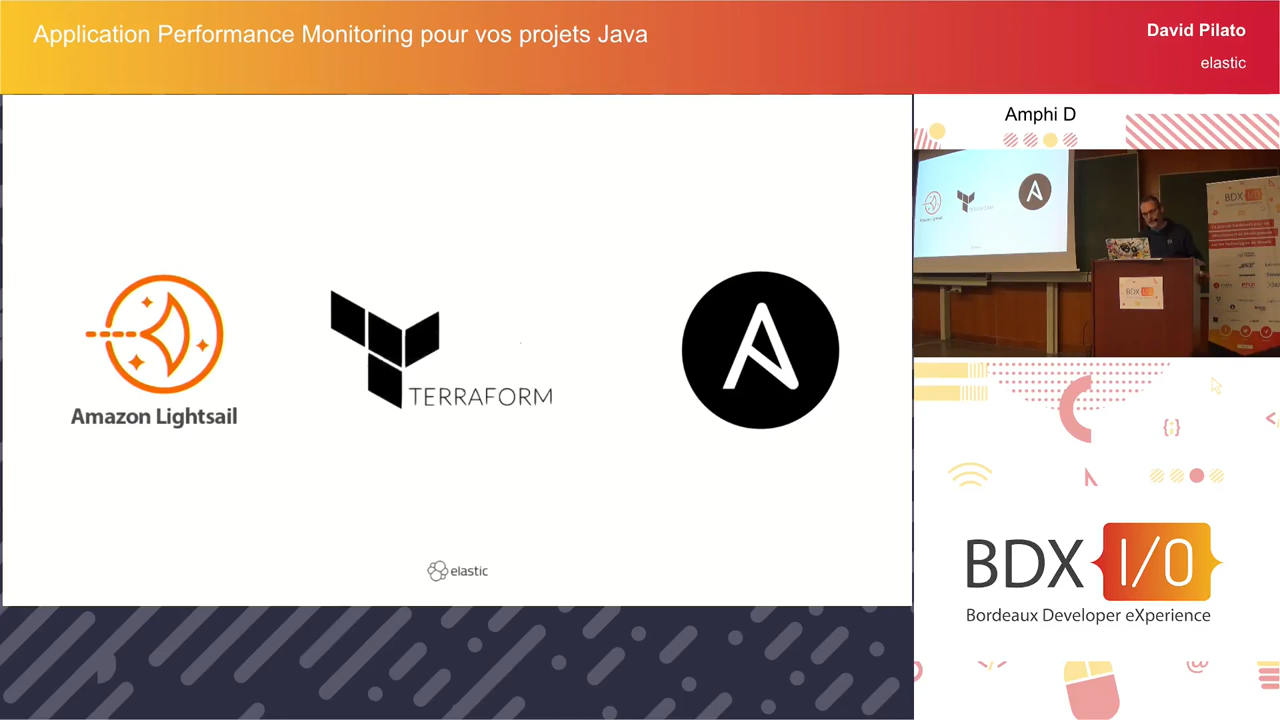 Application Performance Monitoring pour vos projets Java
David Pilato
elastic
Amphi D
Amazon Lightsail
TERRAFORM
elastic
BDX I/O
BDX I/O
Bordeaux Developer eXperience